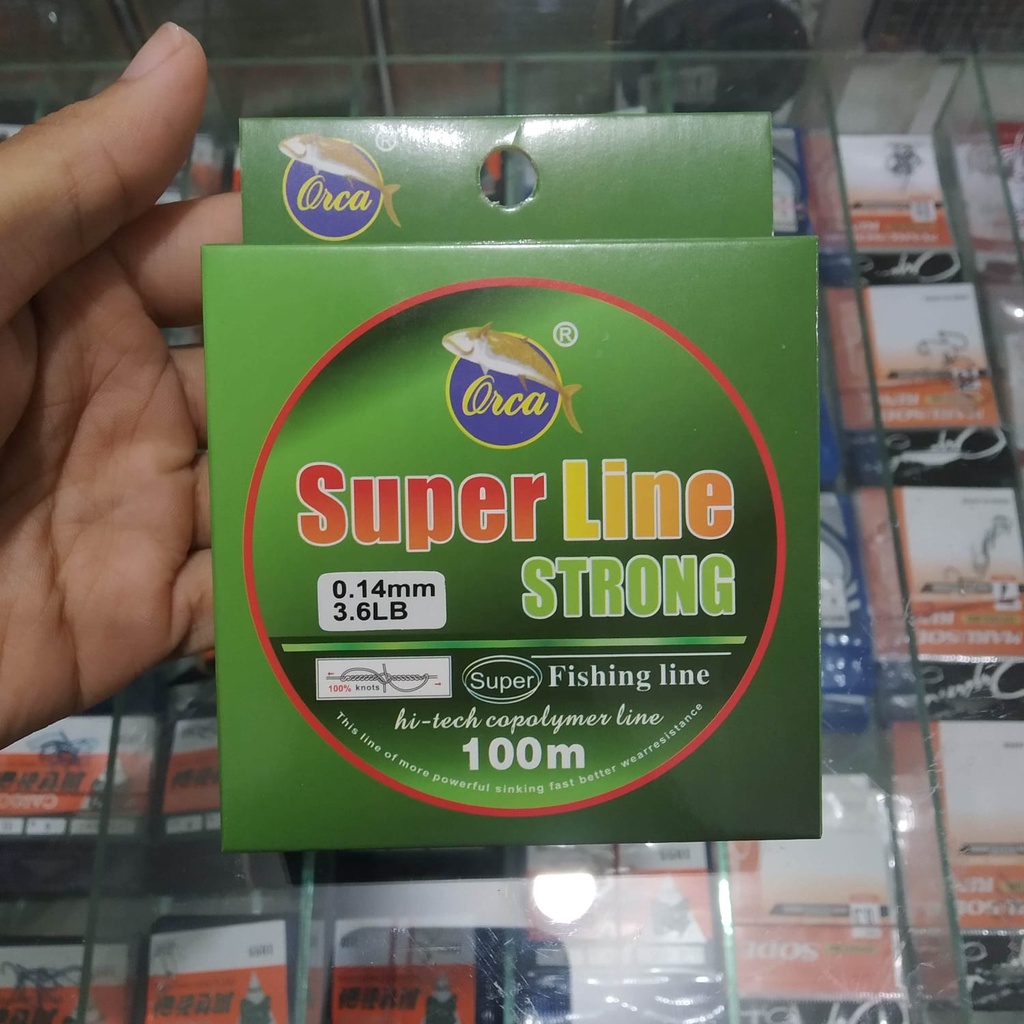 Orca ®
®
Orca
Super Line
STRONG
0.14mm
3.6LB
100% knots
Super Fishing line
hi-tech copolymer line
100m
This line of more powerful sinking fast better wearresistance